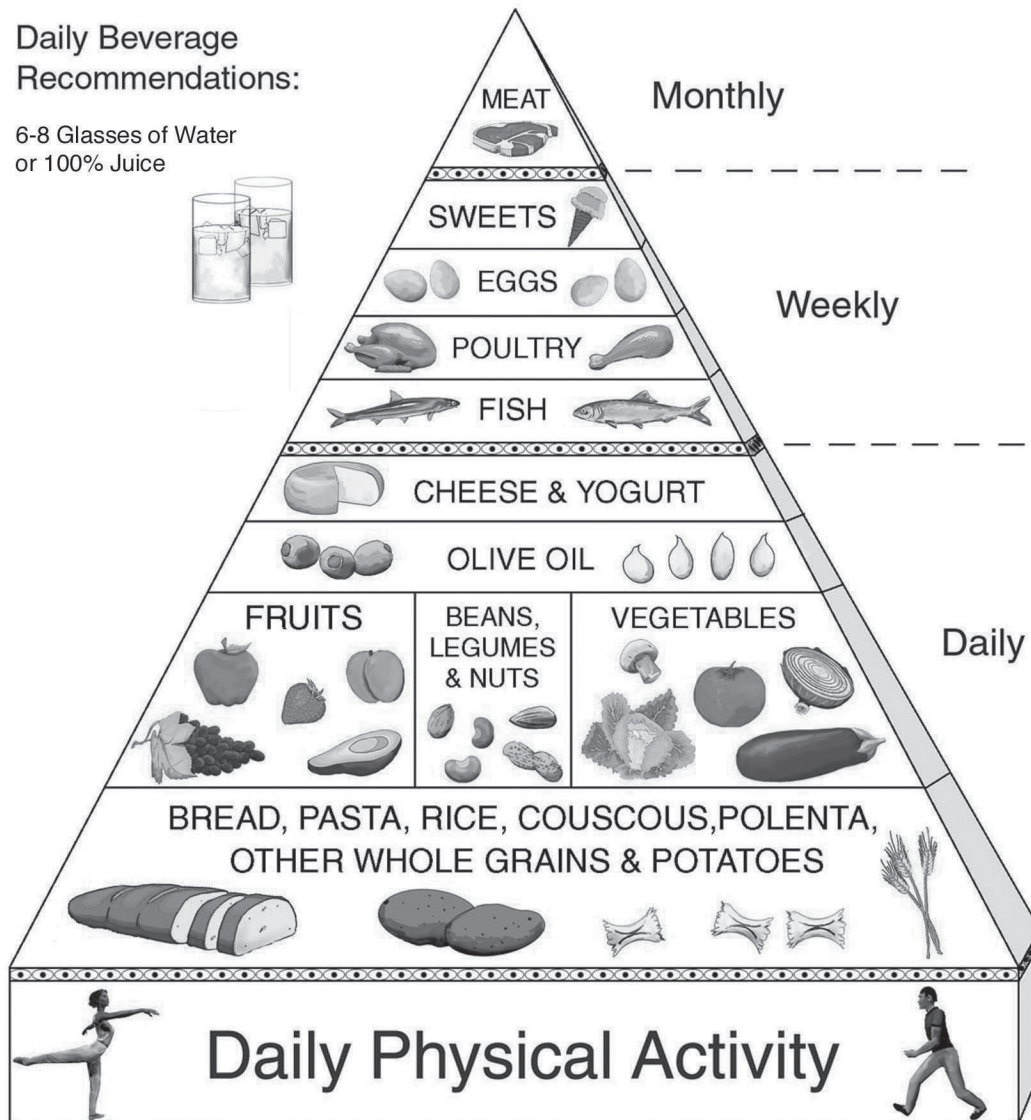 Daily Beverage
Recommendations:
6-8 Glasses of Water
or 100% Juice
MEAT
Monthly
SWEETS
EGGS
Weekly
POULTRY
FISH
CHEESE & YOGURT
OLIVE OIL
FRUITS
BEANS,
LEGUMES
& NUTS
VEGETABLES
Daily
BREAD, PASTA, RICE, COUSCOUS,POLENTA,
OTHER WHOLE GRAINS & POTATOES
Daily Physical Activity